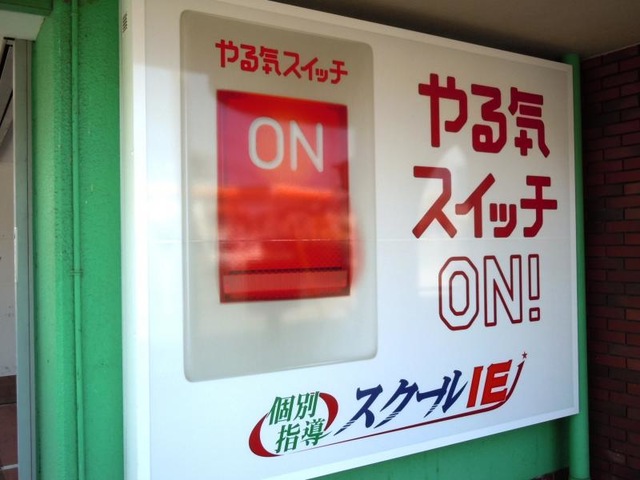 やる気スイッチ
ON
やる気
スイッチ
ON!
個別
指導
スクールIE